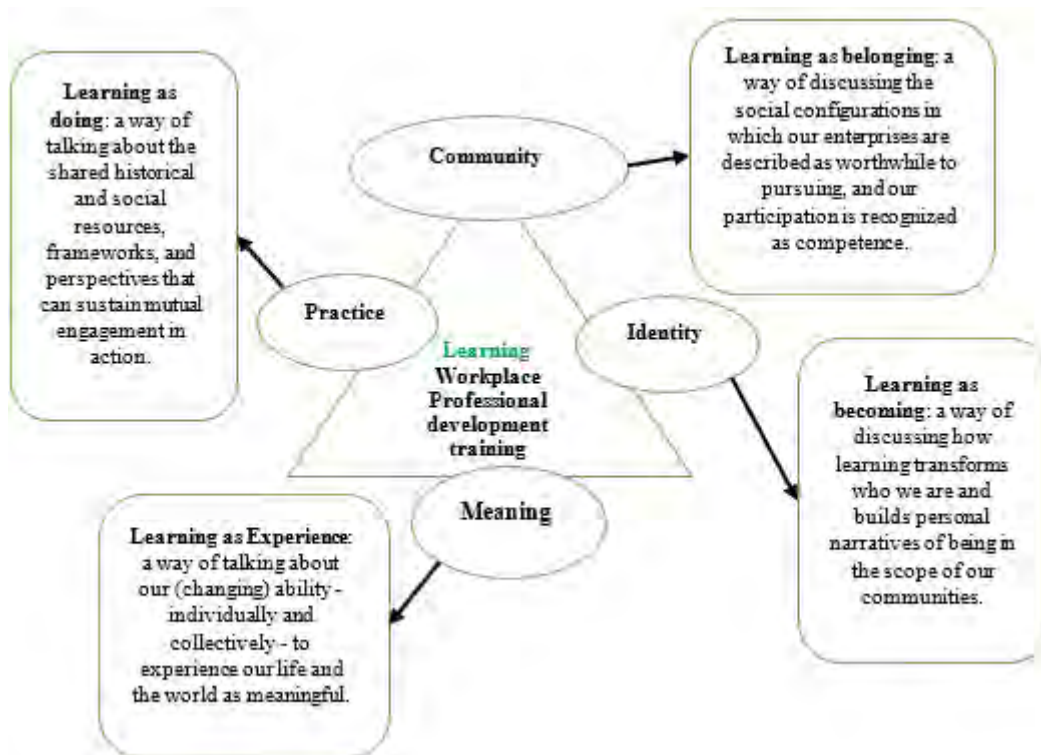 Learning as
doing: a way of
talking about the
shared historical
and social
resources,
frameworks, and
perspectives that
can sustain mutual
engagement in
action.
Community
Learning as belonging: a
way of discussing the
social configurations in
which our enterprises are
described as worthwhile to
pursuing, and our
participation is recognized
as competence.
Practice
Identity
Learning
Workplace
Professional
development
training
Learning as
becoming: a way of
discussing how
learning transforms
who we are and
builds personal
narratives of being in
the scope of our
communities.
Meaning
Learning as Experience:
a way of talking about
our (changing) ability -
individually and
collectively - to
experience our life and
the world as meaningful.